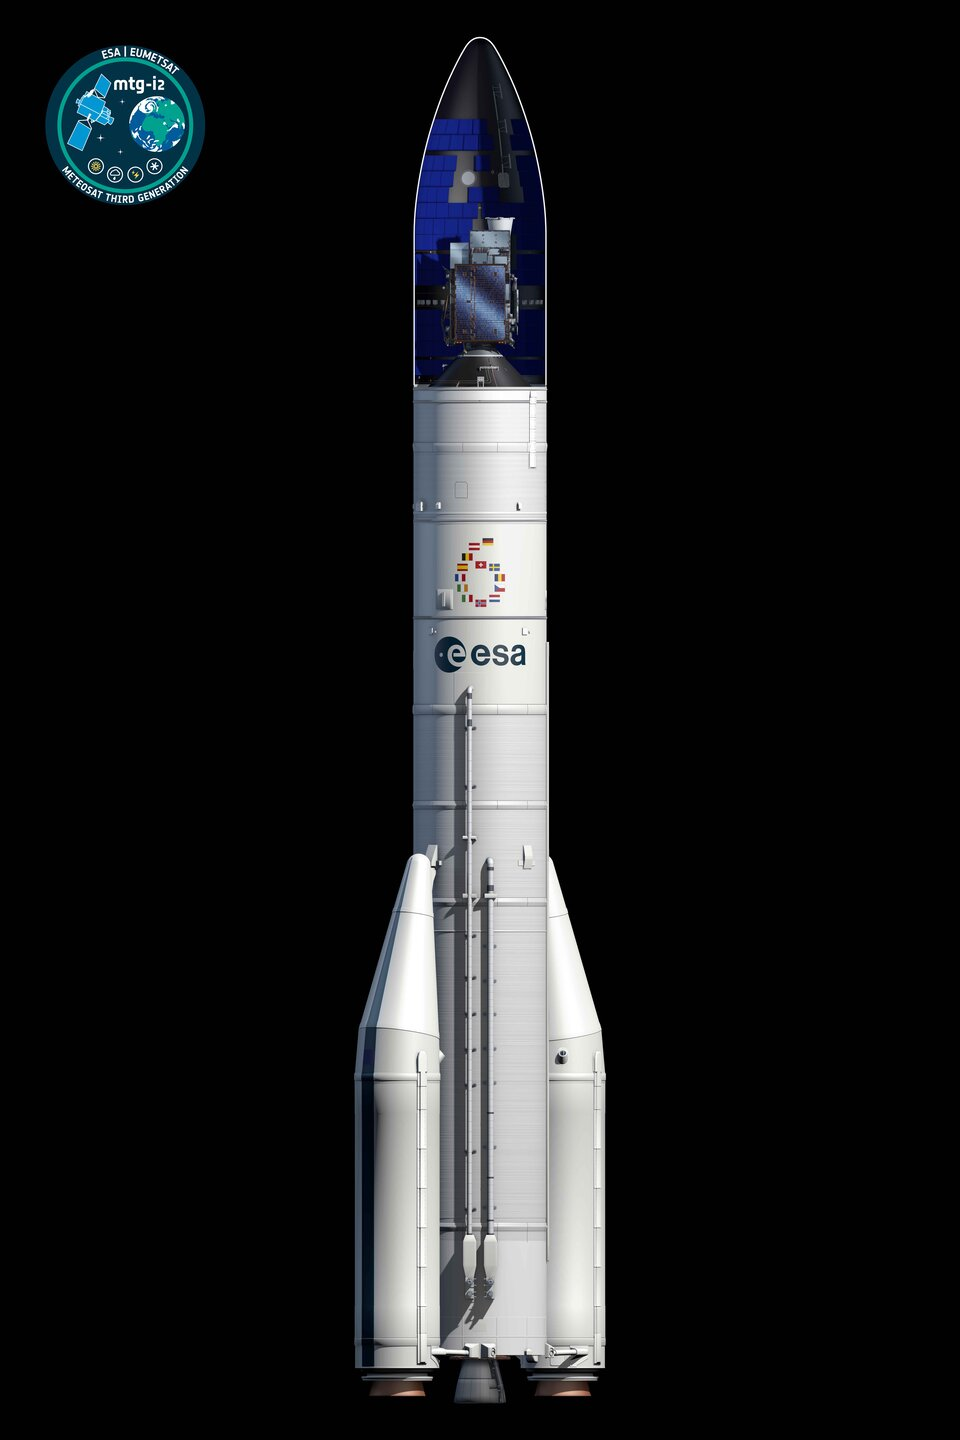 ESA | EUMETSAT
mtg-i2
METEOSAT THIRD GENERATION
esa